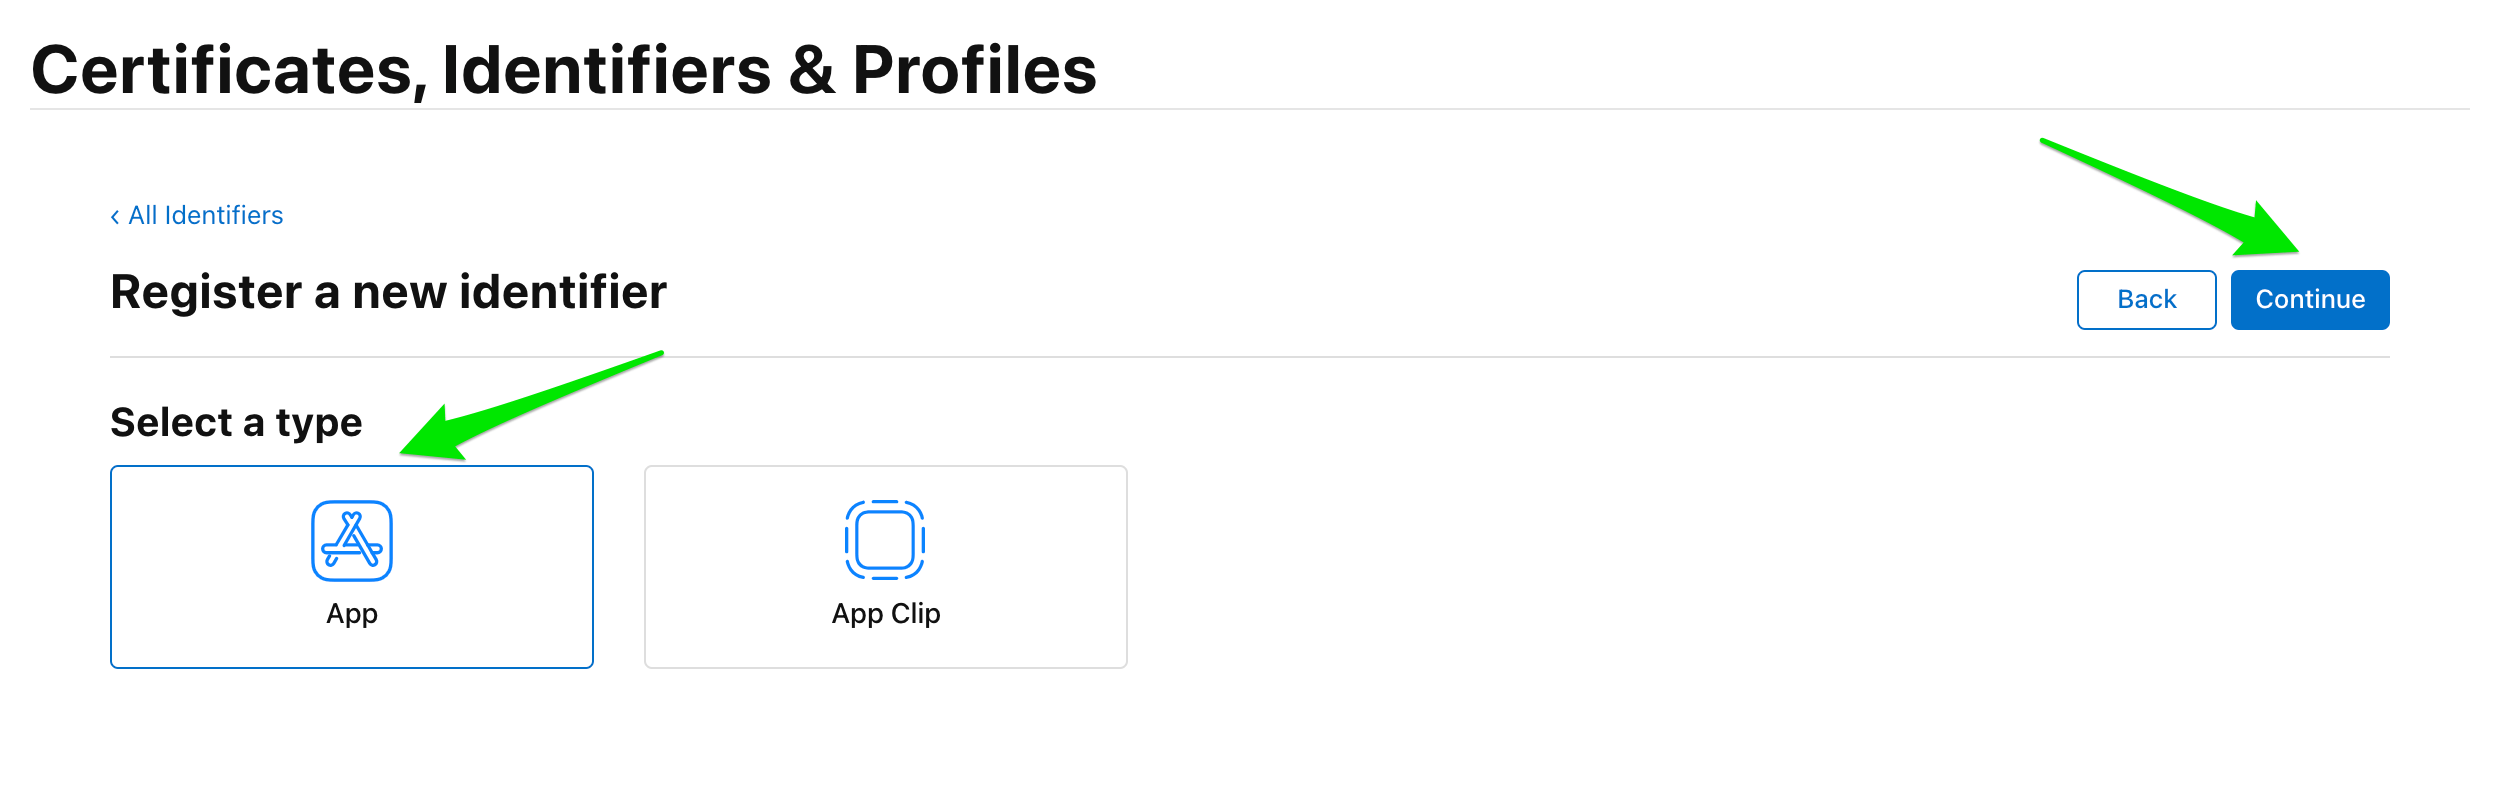 Certificates, Identifiers & Profiles
‹ All Identifiers
Register a new identifier
Back
Continue
Select a type
App
App Clip